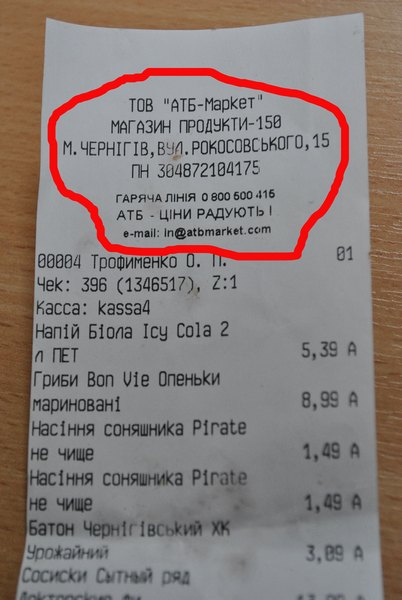 ТОВ "АТБ-Маркет"
МАГАЗИН ПРОДУКТИ-150
М.ЧЕРНІГІВ,ВУЛ.РОКОСОВСЬКОГО,15
ПН 304872104175
ГАРЯЧА ЛІНІЯ 0 800 500 415
АТБ - ЦІНИ РАДУЮТЬ !
e-mail: in@atbmarket.com
00004 Трофименко О. П. 01
Чек: 396 (1346517), Z:1
Касса: kassa4
Напій Біола Icy Cola 2
л ПЕТ 5,39 А
Гриби Bon Vie Опеньки
мариновані 8,99 А
Насіння соняшника Pirate
не чище 1,49 А
Насіння соняшника Pirate
не чище 1,49 А
Батон Чернігівський ХК
Урожайний 3,09 А
Сосиски Сытный ряд